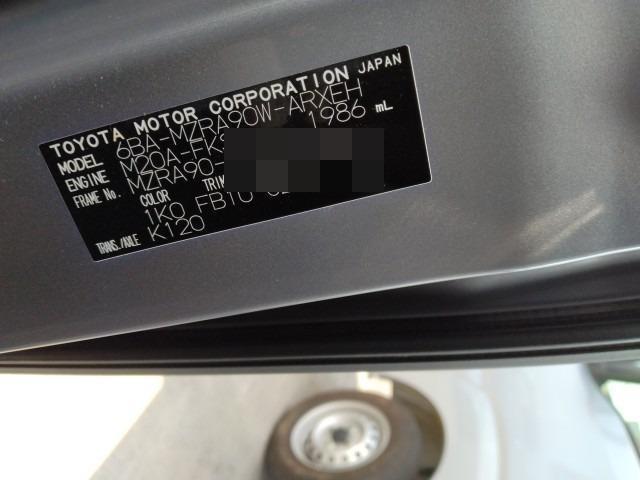 TOYOTA MOTOR CORPORATION JAPAN
MODEL 6BA-MZRA90W-ARXEH
ENGINE M20A-FKS 1986 mL
FRAME No. MZRA90-
COLOR TRIM
1K0 FB10
TRANS./AXLE K120